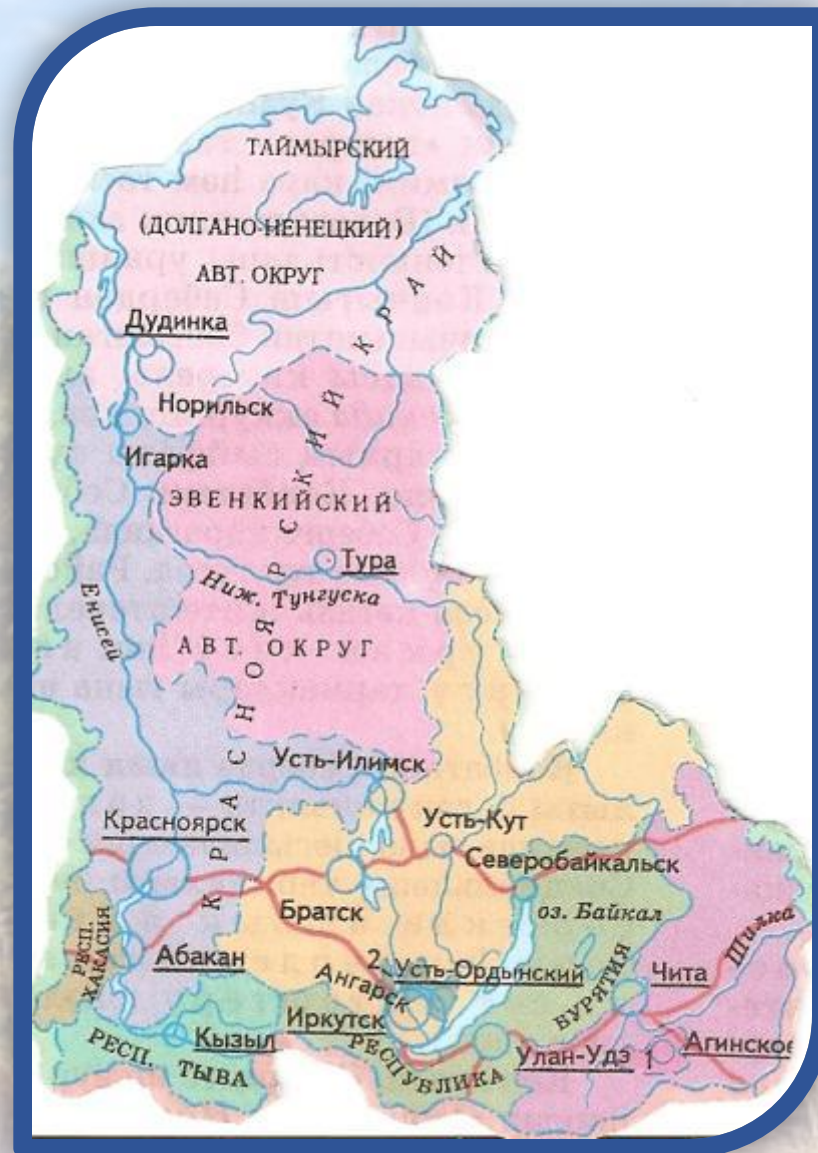 ТАЙМЫРСКИЙ
(ДОЛГАНО-НЕНЕЦКИЙ)
АВТ. ОКРУГ
Дудинка
Норильск
Игарка
ЭВЕНКИЙСКИЙ
Тура
Ниж. Тунгуска
Енисей
АВТ. ОКРУГ
КРАСНОЯРСКИЙ КРАЙ
Усть-Илимск
Красноярск
Усть-Кут
Северобайкальск
Братск
оз. Байкал
РЕСП. ХАКАСИЯ
Абакан
2
Усть-Ордынский
Чита
Шилка
Ангарск
БУРЯТИЯ
Иркутск
Кызыл
РЕСП. ТЫВА
РЕСПУБЛИКА
Улан-Удэ
1
Агинское